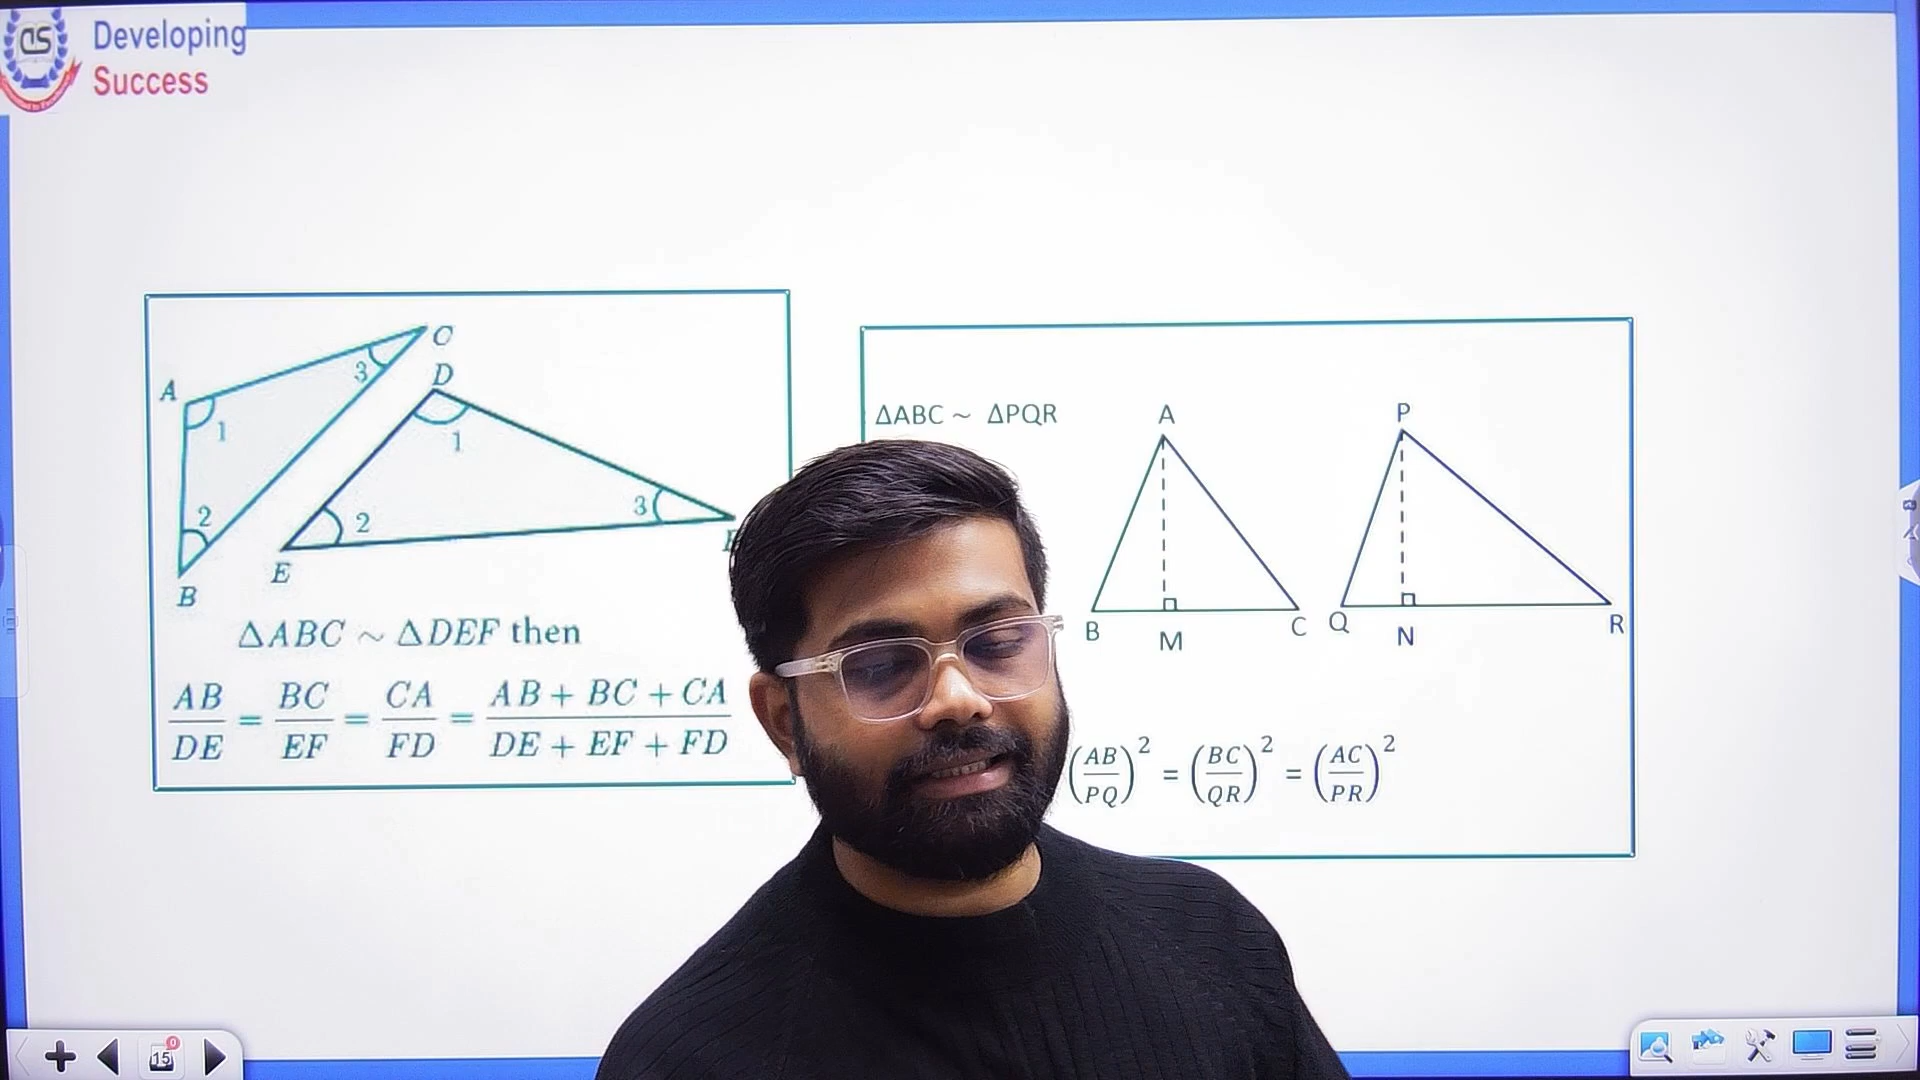 Developing
Success
C
D
A
3
1
1
2
3
2
E
B
ΔABC ~ ΔDEF then
AB/DE = BC/EF = CA/FD = (AB + BC + CA)/(DE + EF + FD)
ΔABC ~ ΔPQR
A
P
B
M
C
Q
N
R
(AB/PQ)² = (BC/QR)² = (AC/PR)²
15
0